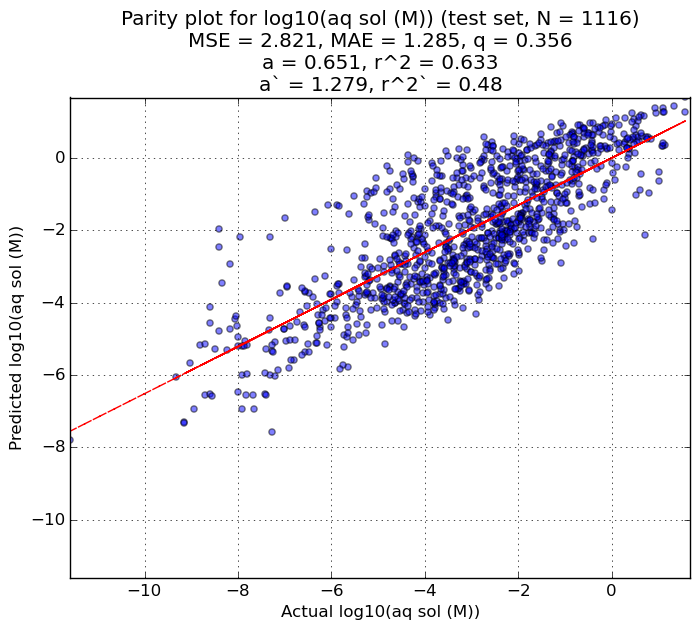 Parity plot for log10(aq sol (M)) (test set, N = 1116)
MSE = 2.821, MAE = 1.285, q = 0.356
a = 0.651, r^2 = 0.633
a` = 1.279, r^2` = 0.48
0
−2
−4
−6
−8
−10
Predicted log10(aq sol (M))
−10 −8 −6 −4 −2 0
Actual log10(aq sol (M))